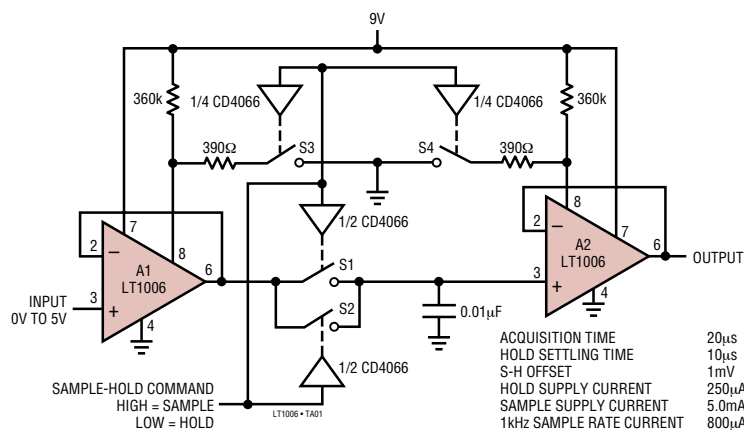 9V
360k
1/4 CD4066
1/4 CD4066
360k
390Ω
S3
S4
390Ω
8
7
2
–
A1
LT1006
6
3
+
4
INPUT
0V TO 5V
1/2 CD4066
S1
S2
1/2 CD4066
0.01µF
8
7
2
–
A2
LT1006
6
OUTPUT
3
+
4
SAMPLE-HOLD COMMAND
HIGH = SAMPLE
LOW = HOLD
LT1006 • TA01
ACQUISITION TIME 20µs
HOLD SETTLING TIME 10µs
S-H OFFSET 1mV
HOLD SUPPLY CURRENT 250µA
SAMPLE SUPPLY CURRENT 5.0mA
1kHz SAMPLE RATE CURRENT 800µA